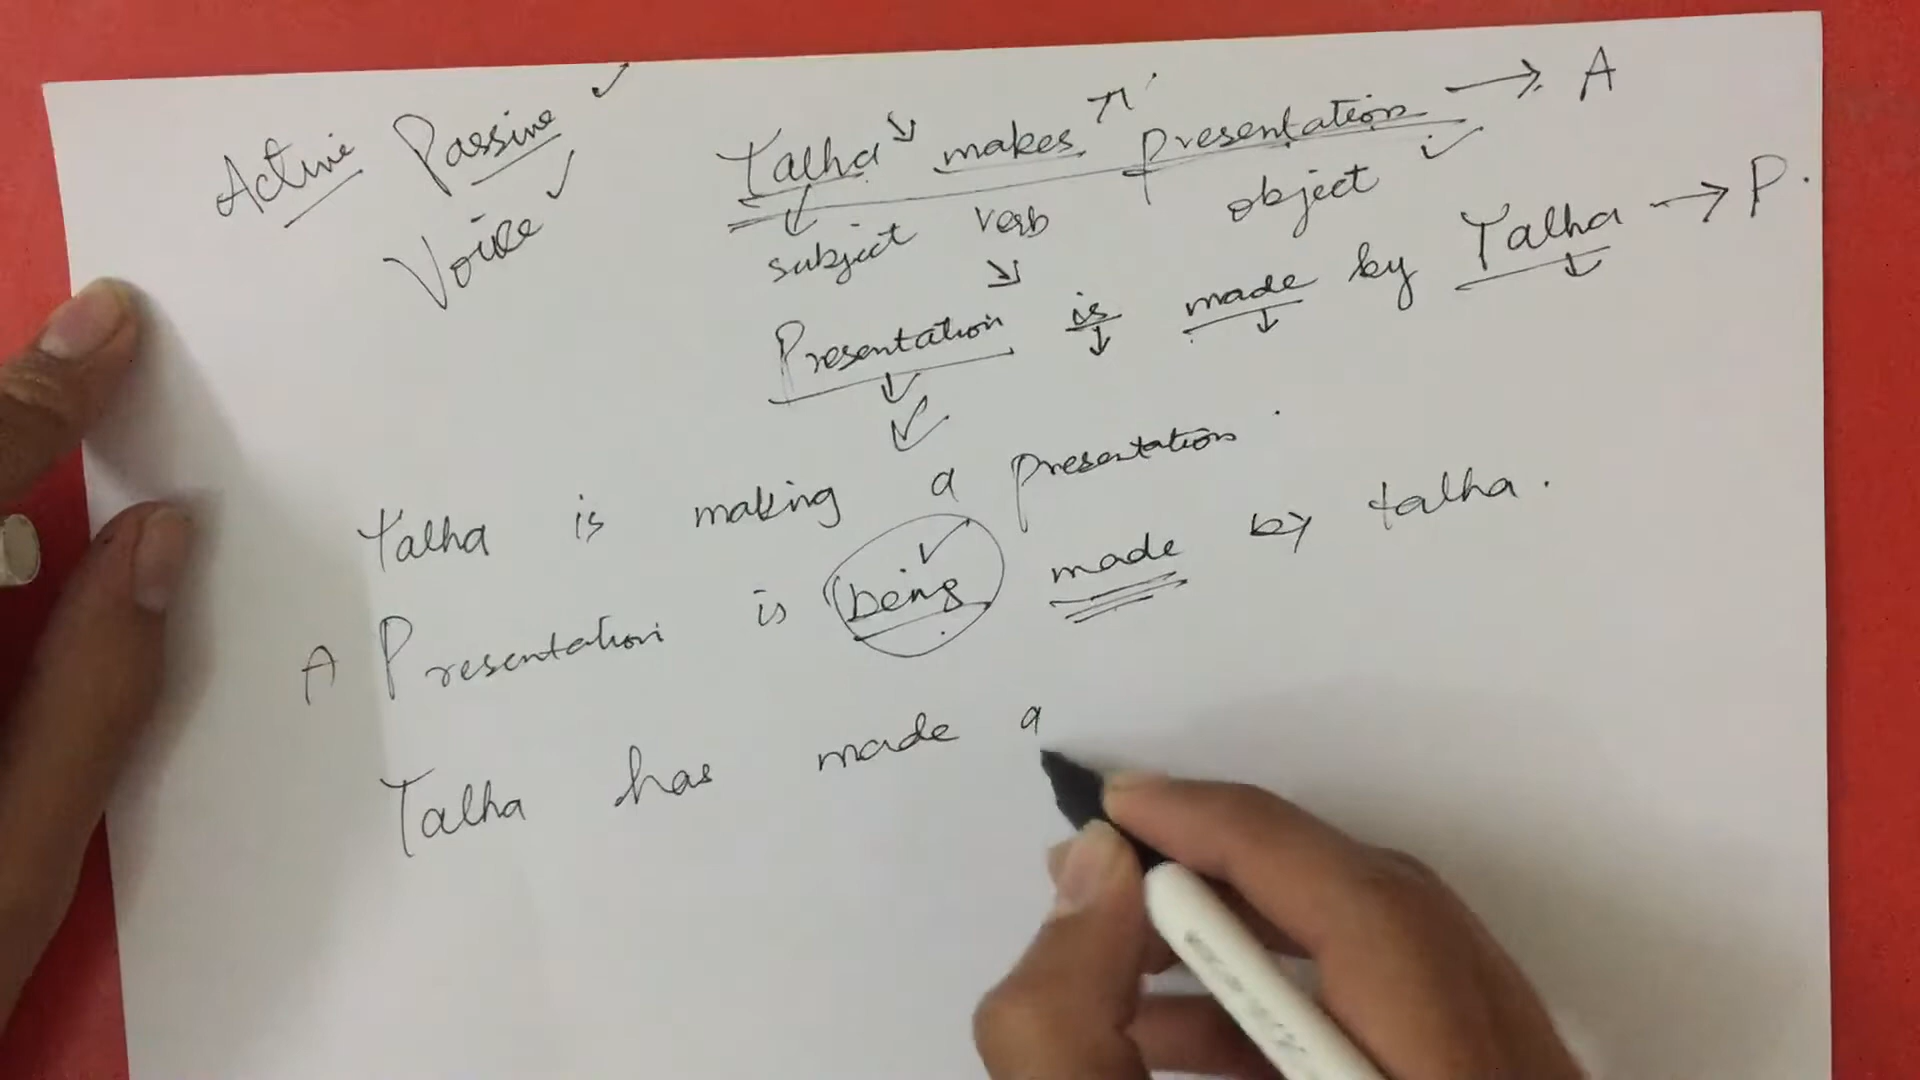 Active Passive
Voice
Talha makes presentation → A
subject verb object
Presentation is made by Talha → P.
Talha is making a presentation
A Presentation is being made by talha.
Talha has made a